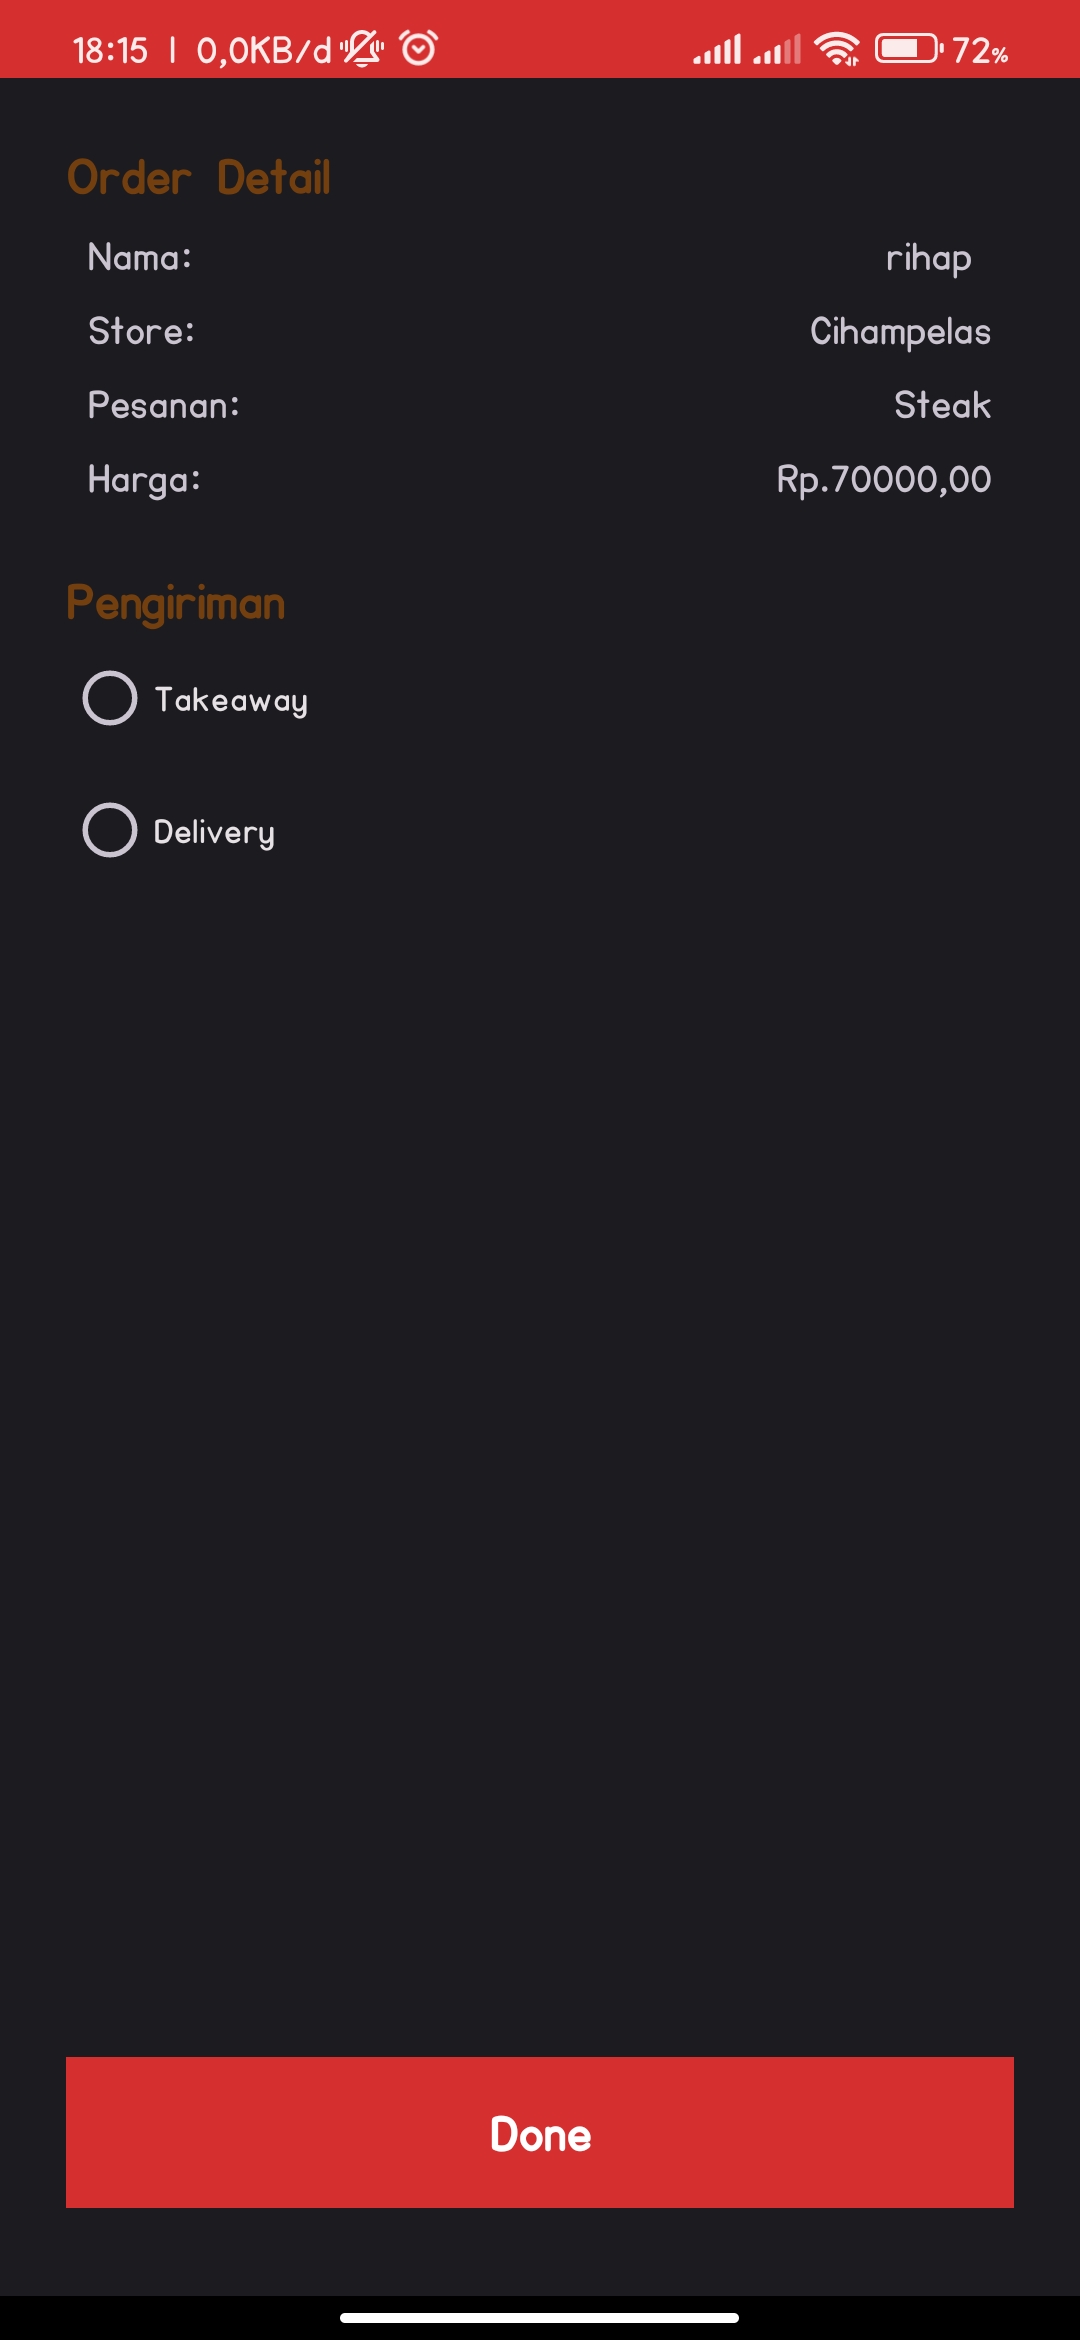 18:15 | 0,0KB/d 72%
Order Detail
Nama: rihap
Store: Cihampelas
Pesanan: Steak
Harga: Rp.70000,00
Pengiriman
Takeaway
Delivery
Done